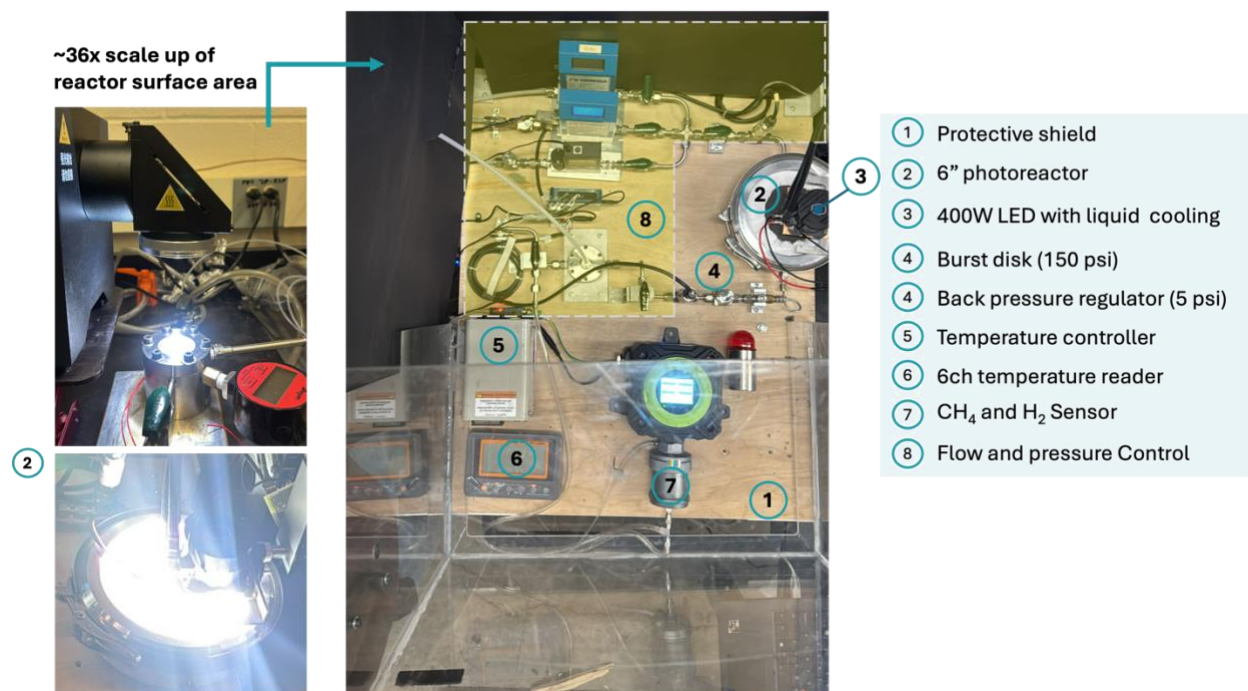 ~36x scale up of
reactor surface area
2
2
3
8
4
5
6
7
1
1 Protective shield
2 6” photoreactor
3 400W LED with liquid cooling
4 Burst disk (150 psi)
4 Back pressure regulator (5 psi)
5 Temperature controller
6 6ch temperature reader
7 CH₄ and H₂ Sensor
8 Flow and pressure Control